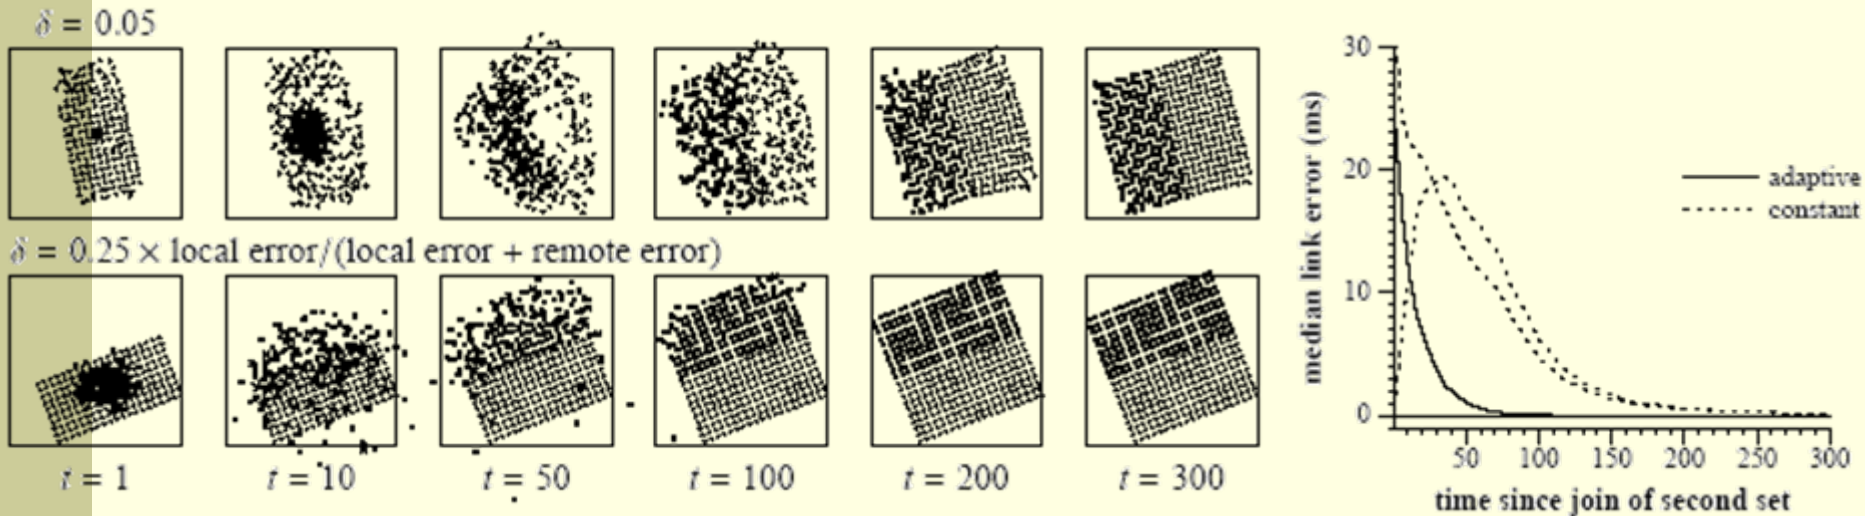 δ = 0.05
δ = 0.25 × local error/(local error + remote error)
t = 1
t = 10
t = 50
t = 100
t = 200
t = 300
median link error (ms)
30
20
10
0
50
100
150
200
250
300
time since join of second set
adaptive
constant